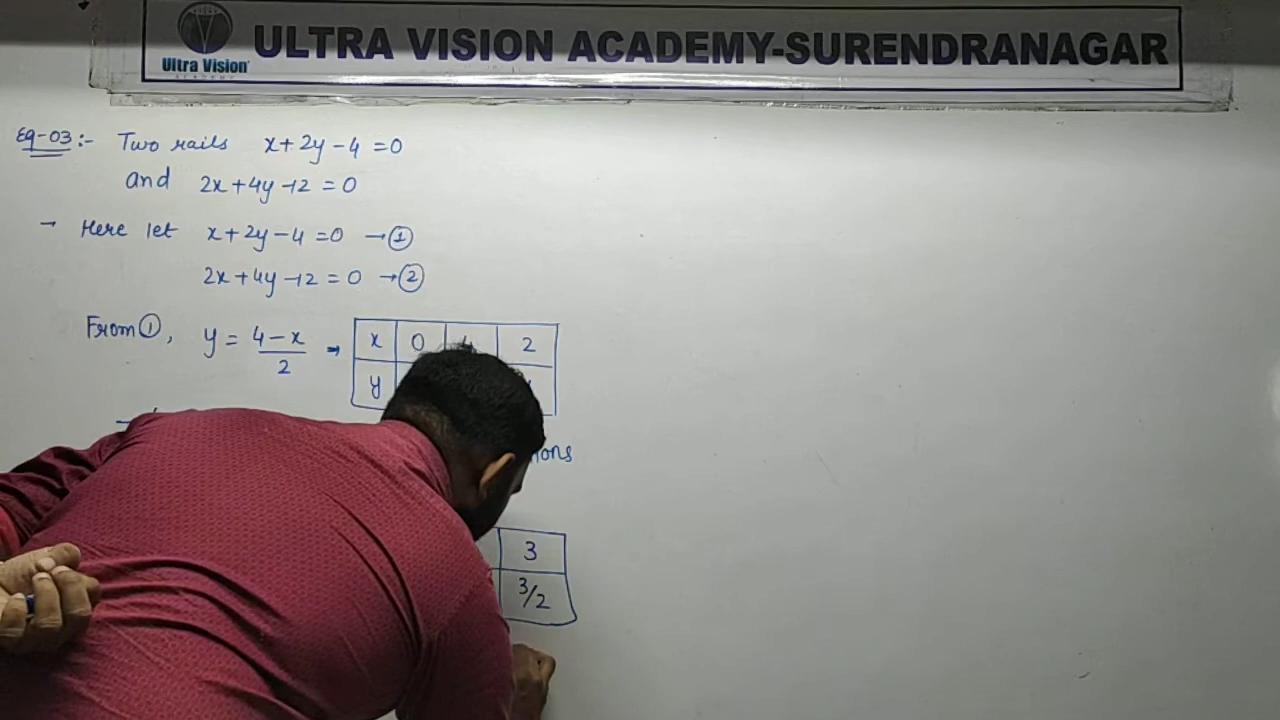 ULTRA VISION ACADEMY-SURENDRANAGAR
Ultra Vision
ACADEMY
Eg-03:- Two rails x+2y-4=0
and 2x+4y-12=0
→ Here let x+2y-4=0 →①
2x+4y-12=0 →②
From ①, y = (4-x)/2 → x 0 4 2
y
3
3/2